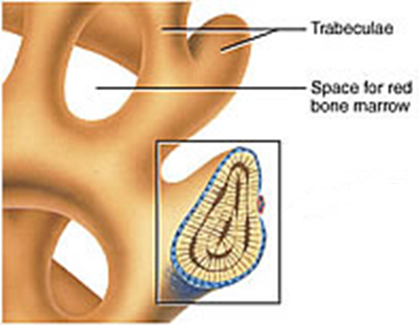 Trabeculae
Space for red
bone marrow